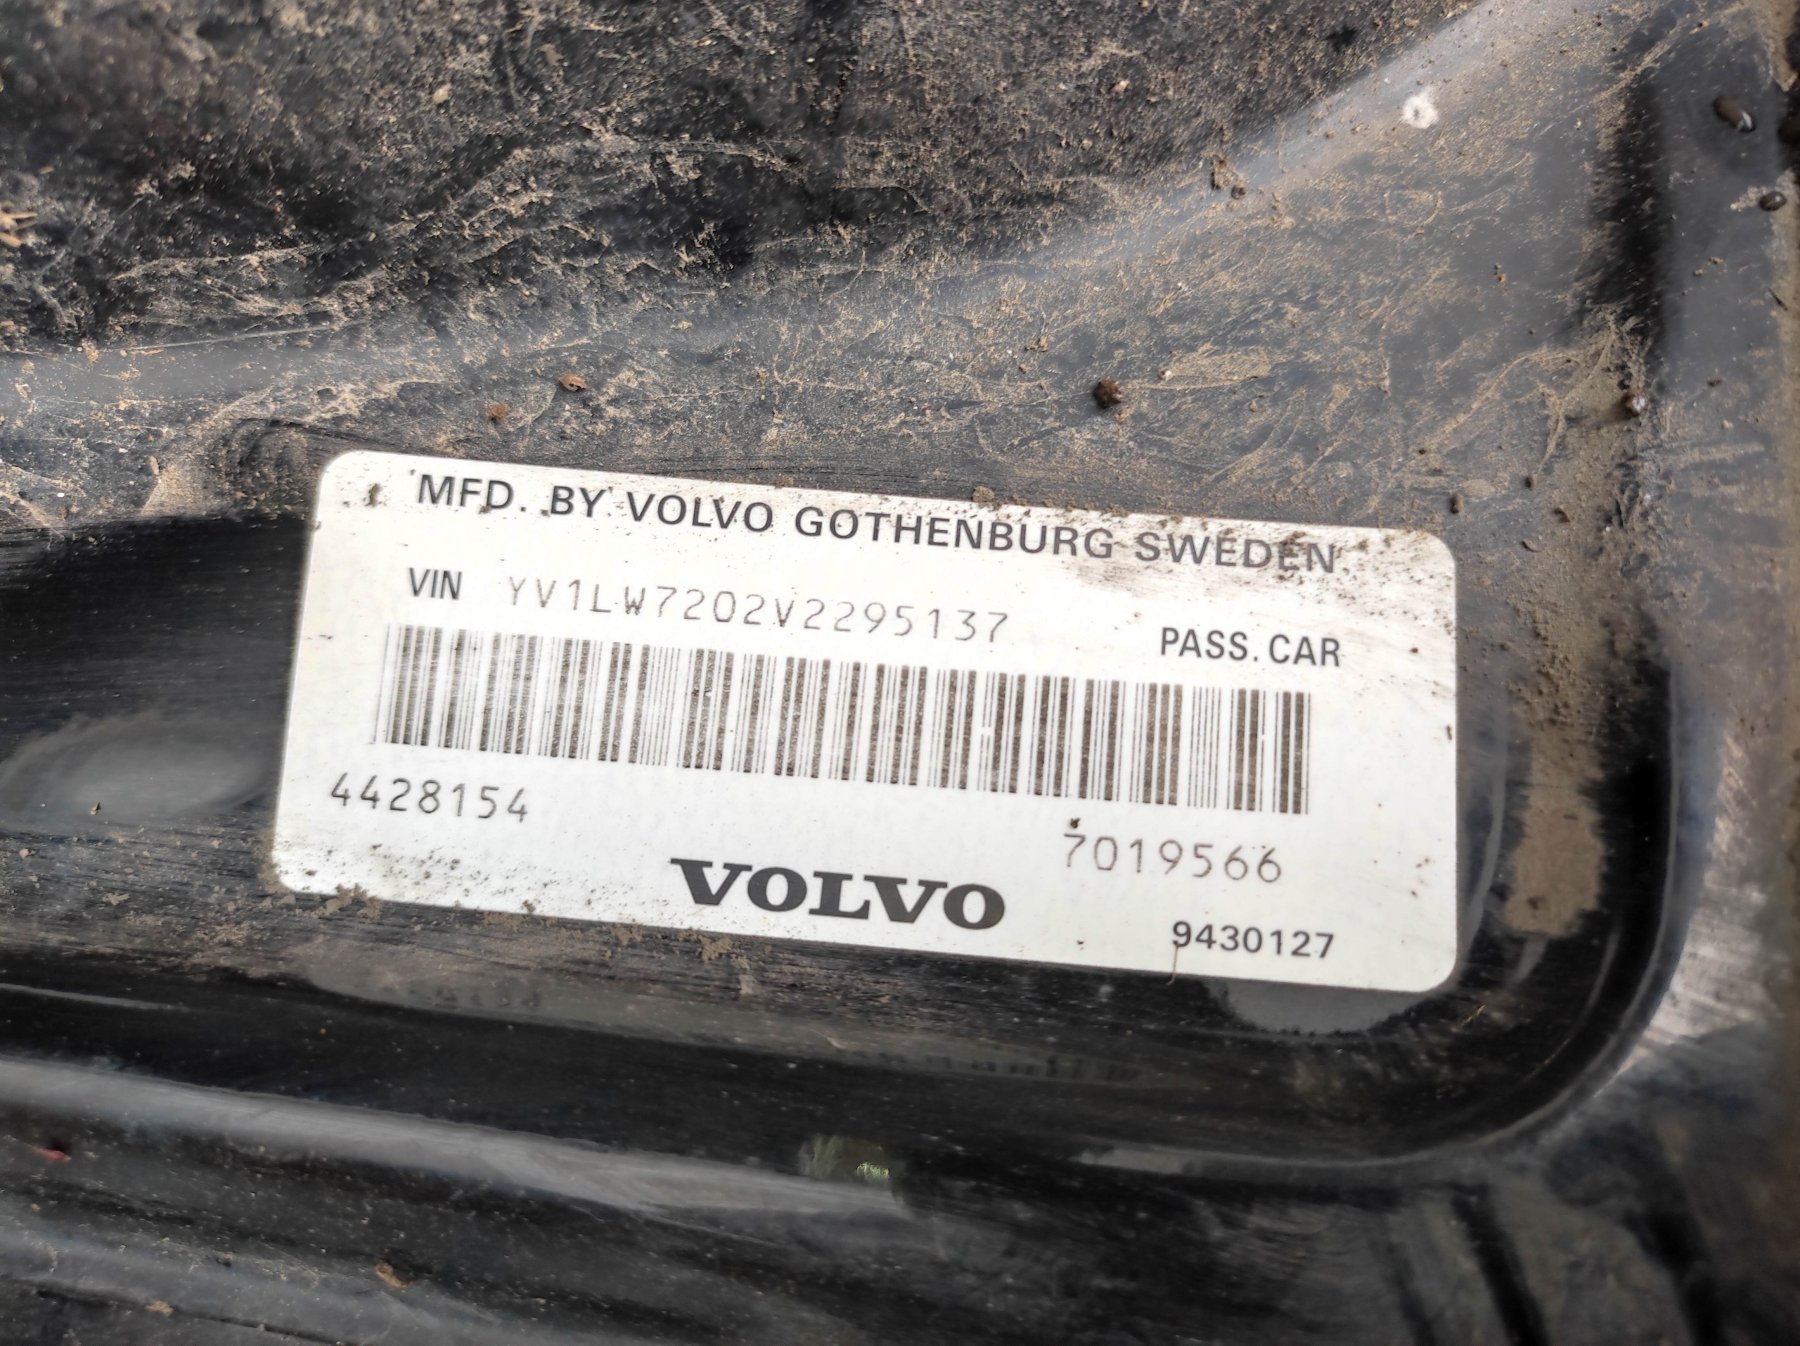 MFD. BY VOLVO GOTHENBURG SWEDEN
VIN YV1LW7202V2295137
PASS. CAR
4428154
7019566
VOLVO
9430127